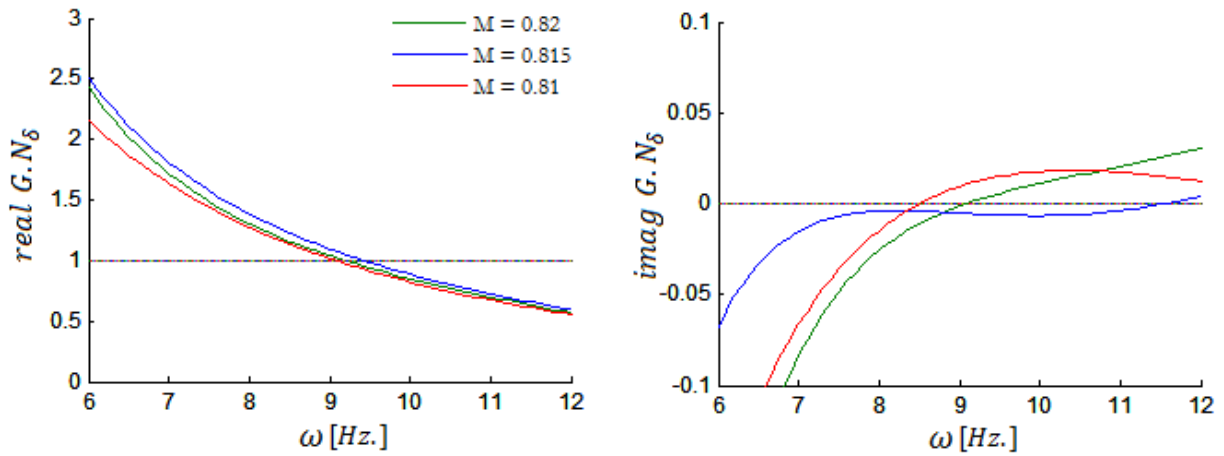 3
2.5
2
1.5
1
0.5
0
real G.N_δ
M = 0.82
M = 0.815
M = 0.81
6 7 8 9 10 11 12
ω [Hz.]
0.1
0.05
0
-0.05
-0.1
imag G.N_δ
6 7 8 9 10 11 12
ω [Hz.]